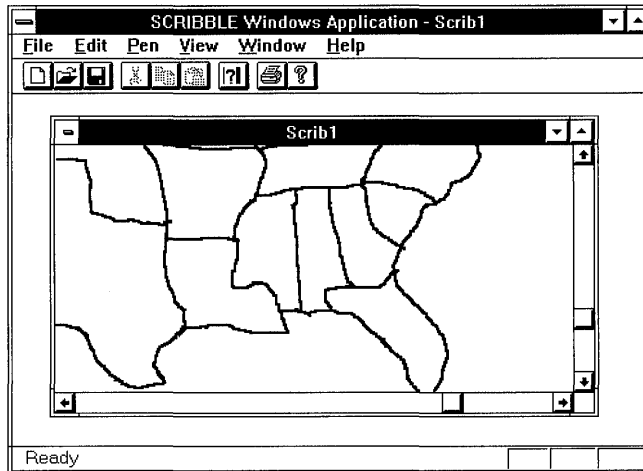 SCRIBBLE Windows Application - Scrib1
File Edit Pen View Window Help
|?| ?
Scrib1
Ready